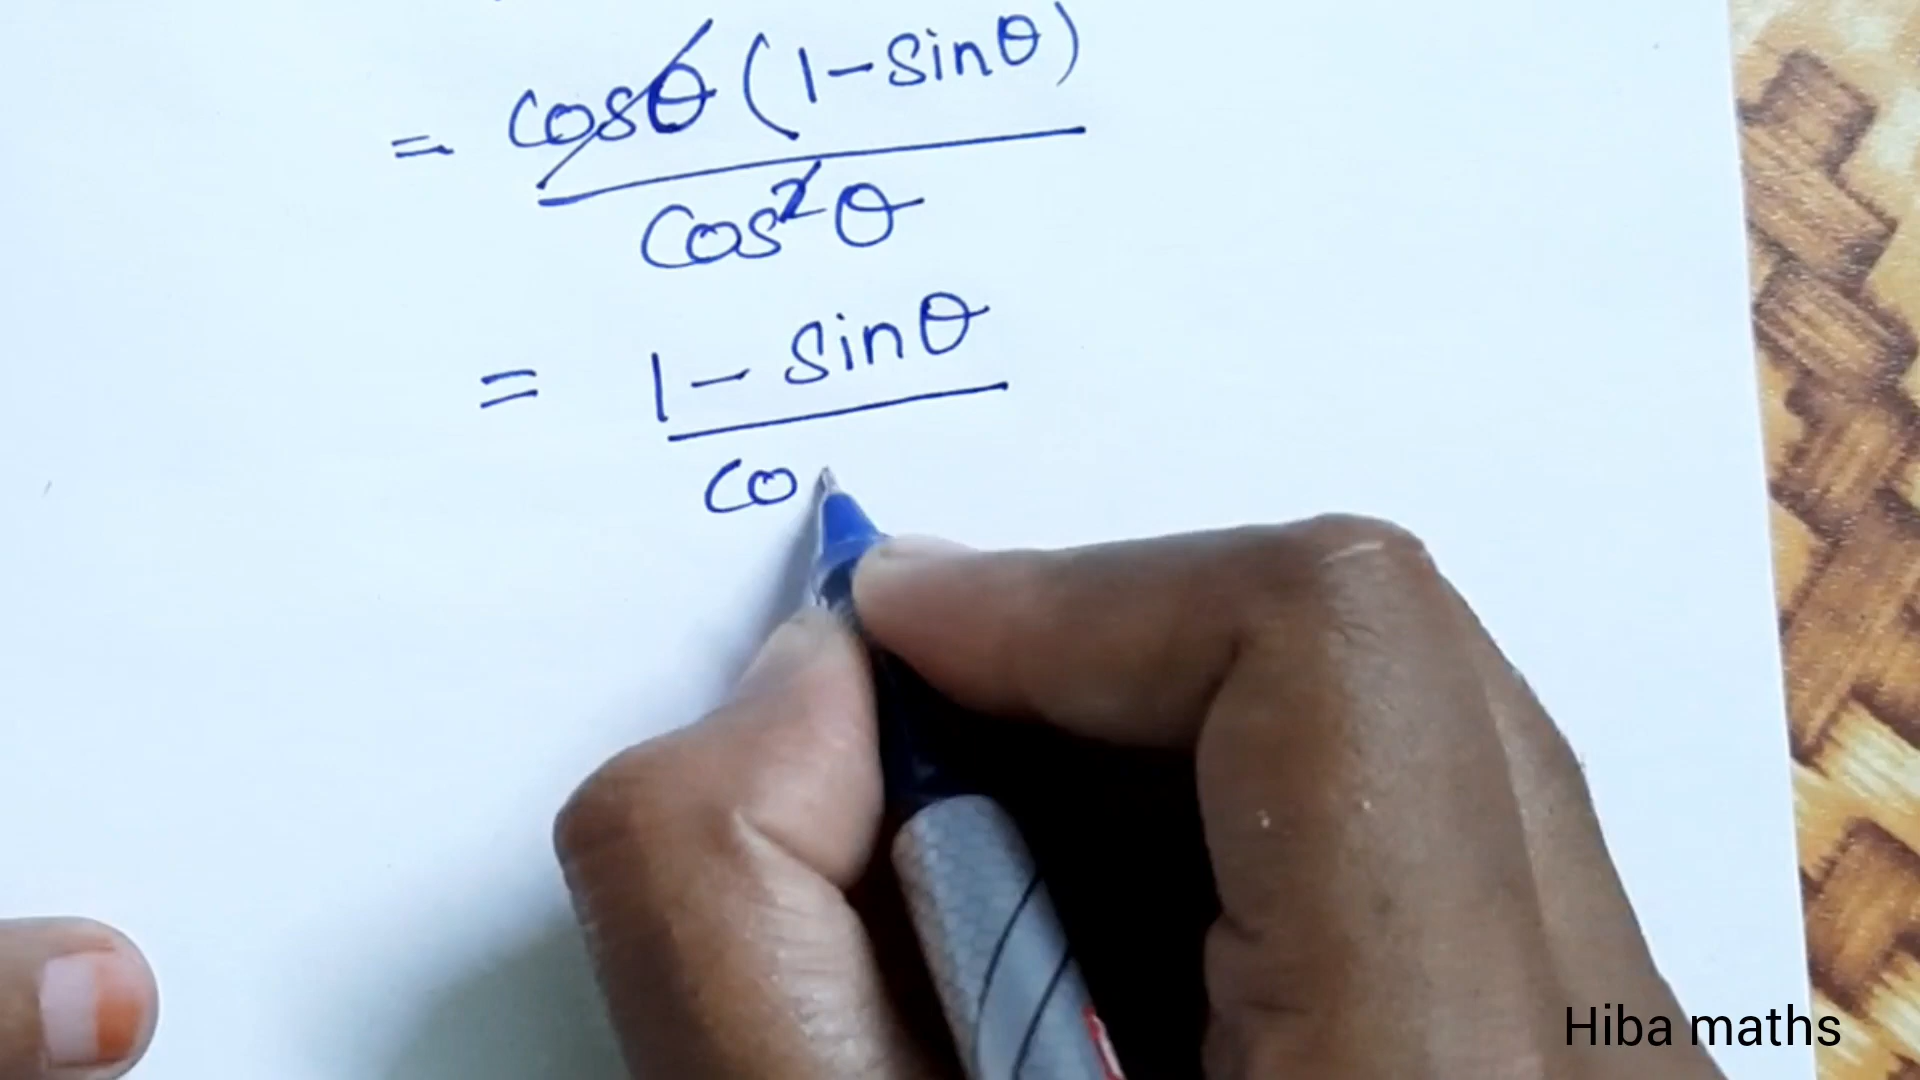 = cosθ (1 - sinθ)
cos²θ
= 1 - sinθ
co
Hiba maths